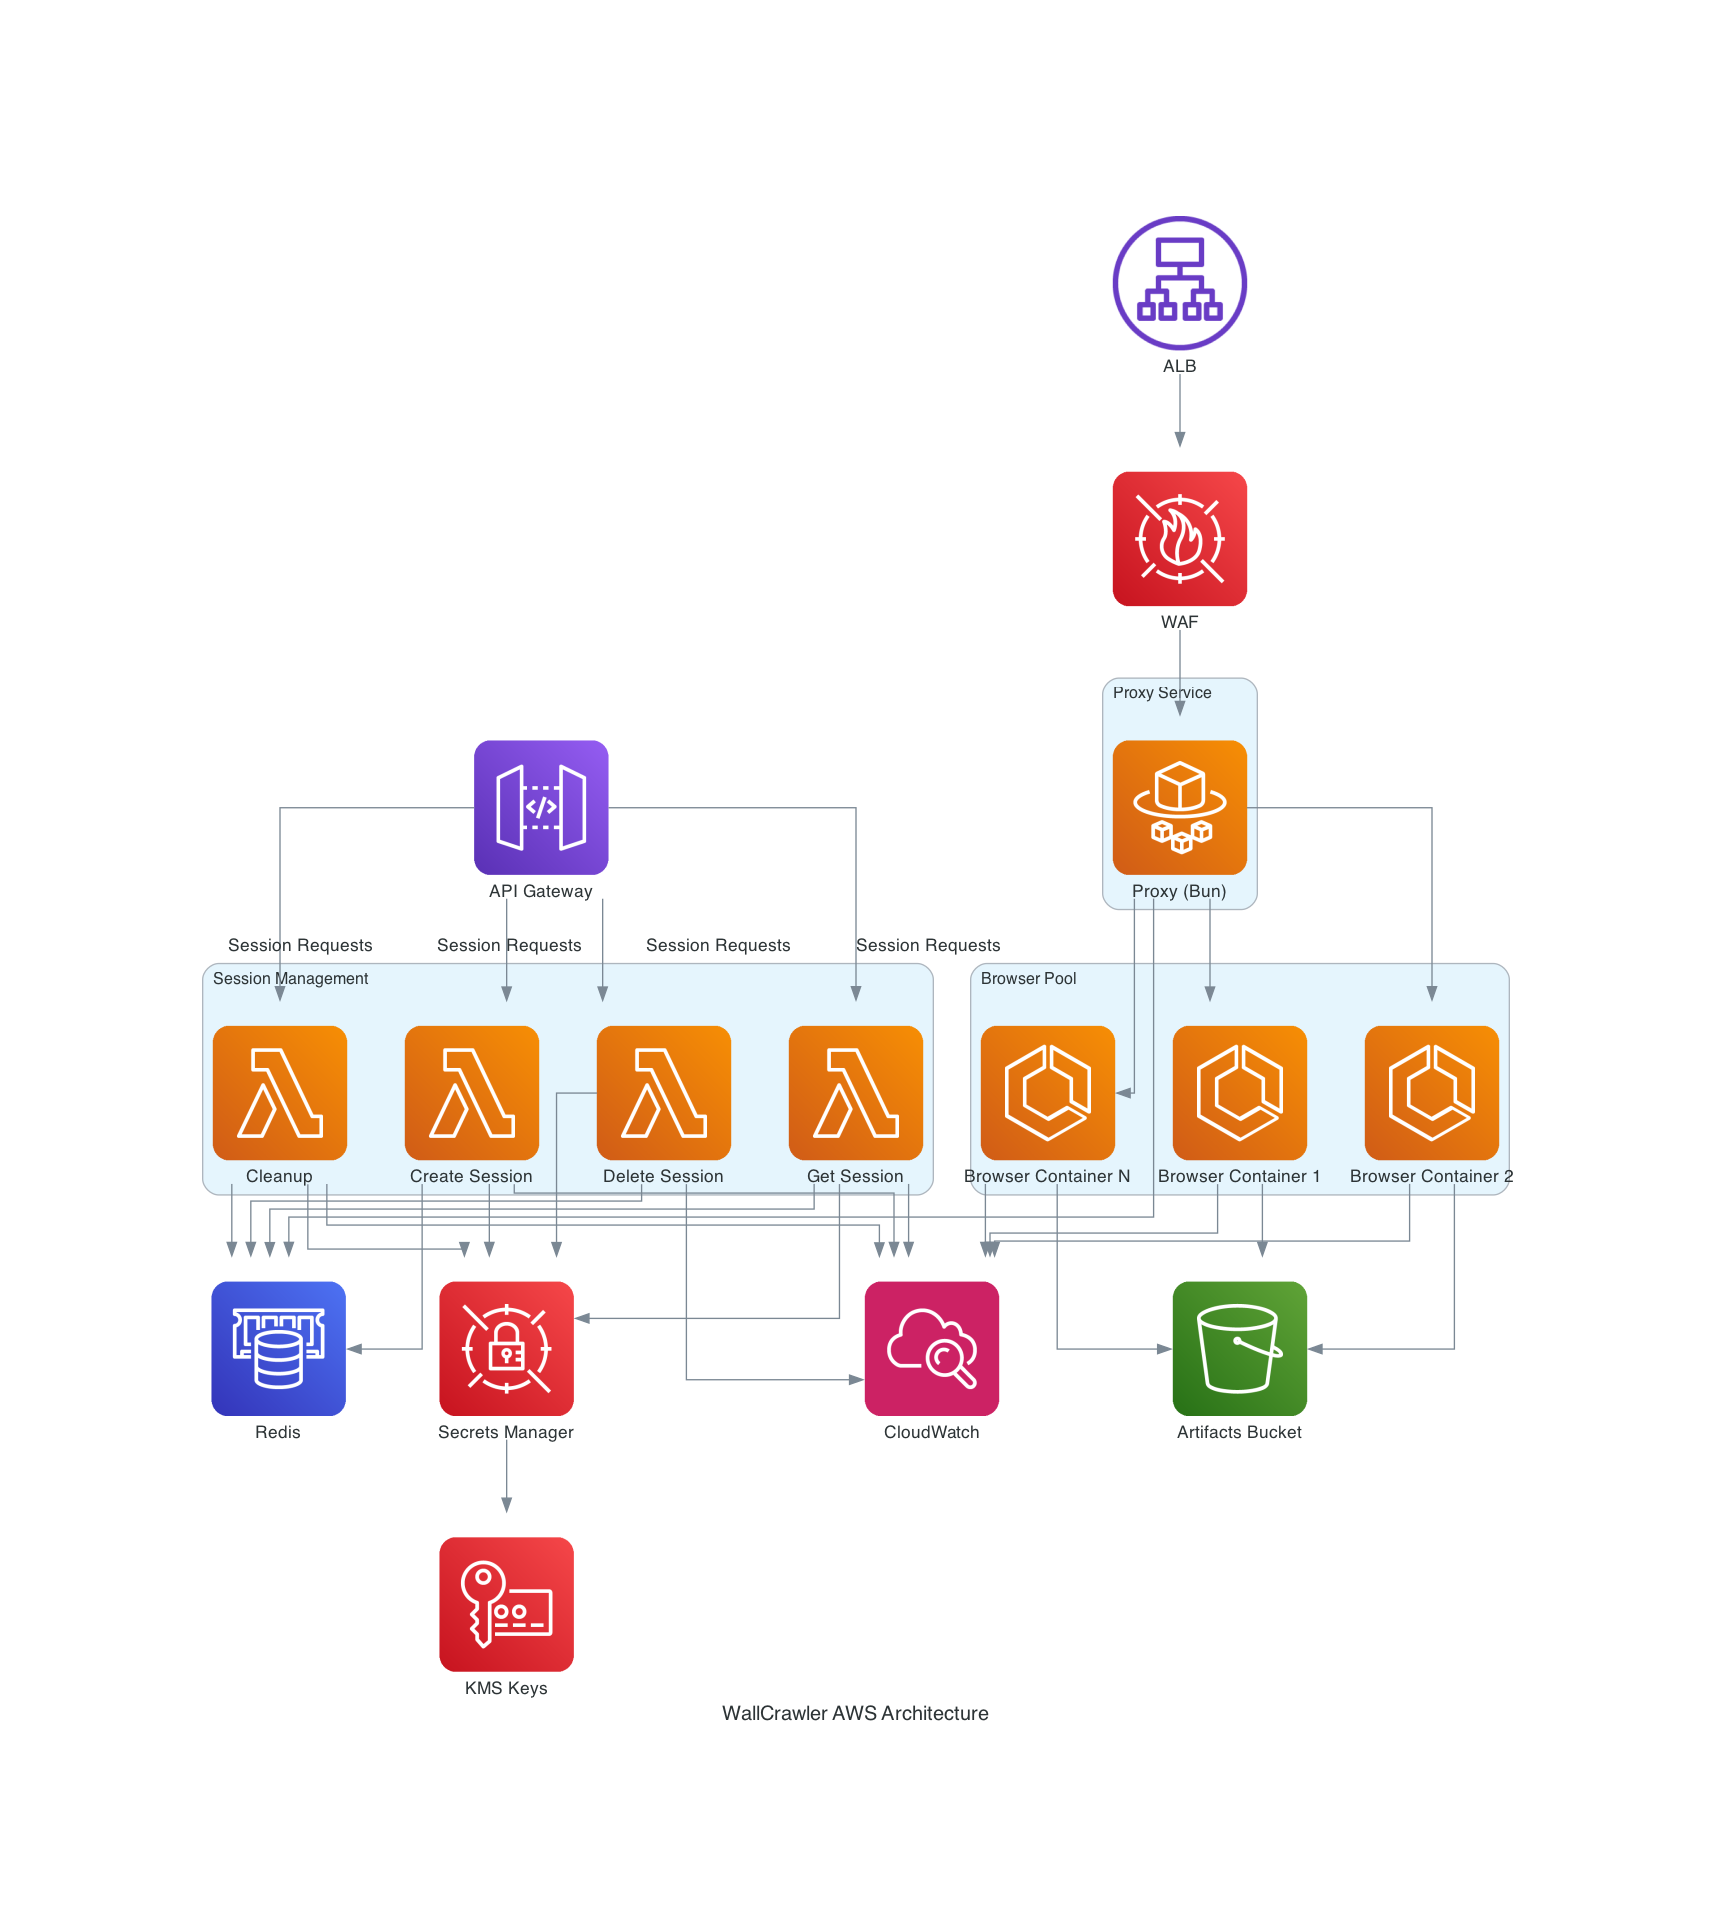 ALB
WAF
Proxy Service
Proxy (Bun)
API Gateway
Session Requests
Session Requests
Session Requests
Session Requests
Session Management
Browser Pool
Cleanup
Create Session
Delete Session
Get Session
Browser Container N
Browser Container 1
Browser Container 2
Redis
Secrets Manager
CloudWatch
Artifacts Bucket
KMS Keys
WallCrawler AWS Architecture